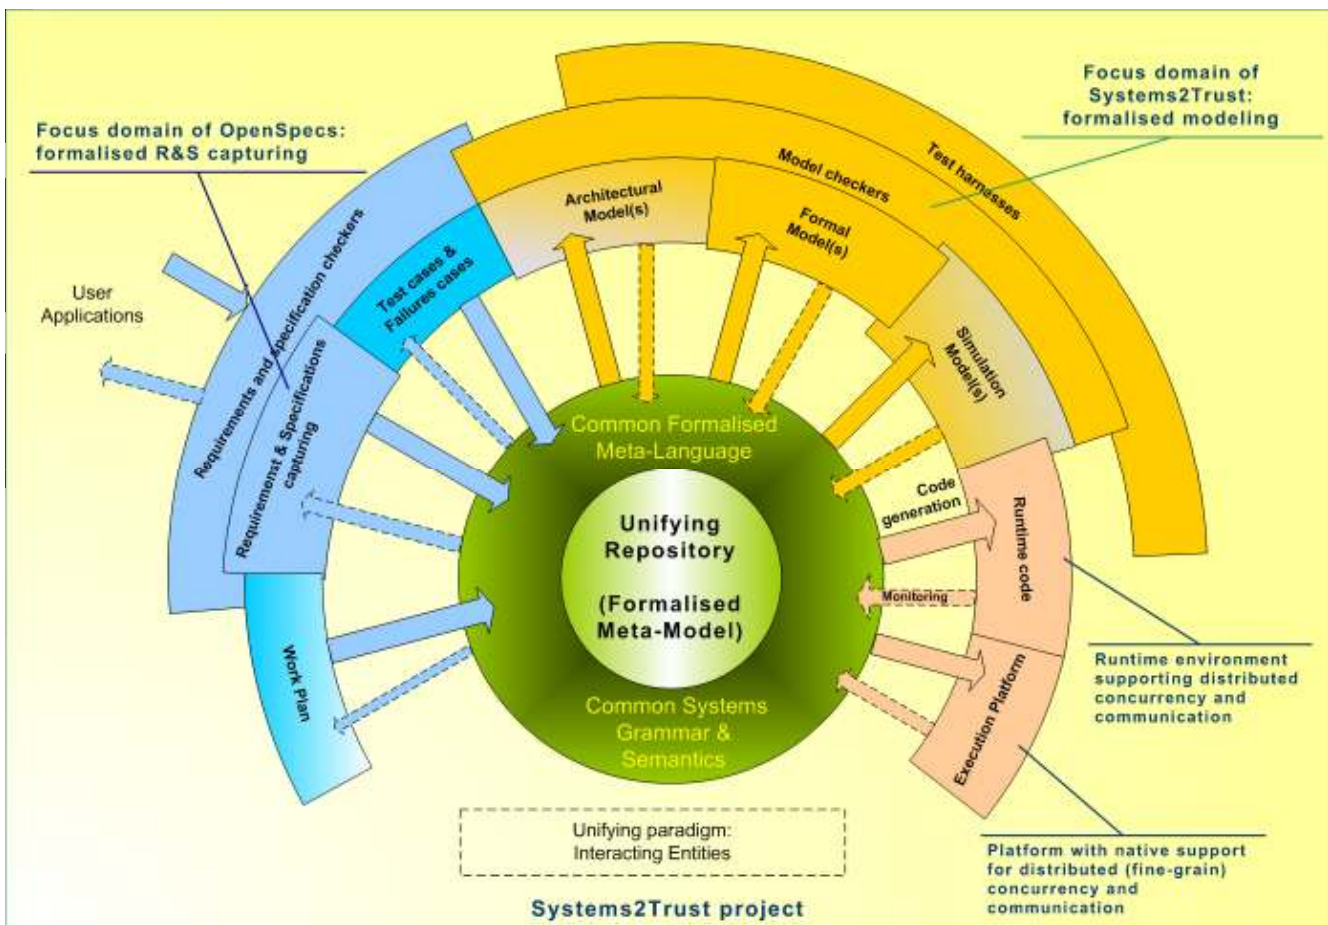 Focus domain of OpenSpecs:
formalised R&S capturing
Focus domain of
Systems2Trust:
formalised modeling
User
Applications
Requirements and specification checkers
Requiremenst & Specifications
capturing
Test cases &
Failures cases
Work Plan
Architectural
Model(s)
Formal
Model(s)
Model checkers
Test harnesses
Simulation
Model(s)
Common Formalised
Meta-Language
Unifying
Repository
(Formalised
Meta-Model)
Common Systems
Grammar &
Semantics
Code
generation
Monitoring
Runtime code
Execution Platform
Runtime environment
supporting distributed
concurrency and
communication
Platform with native support
for distributed (fine-grain)
concurrency and
communication
Unifying paradigm:
Interacting Entities
Systems2Trust project